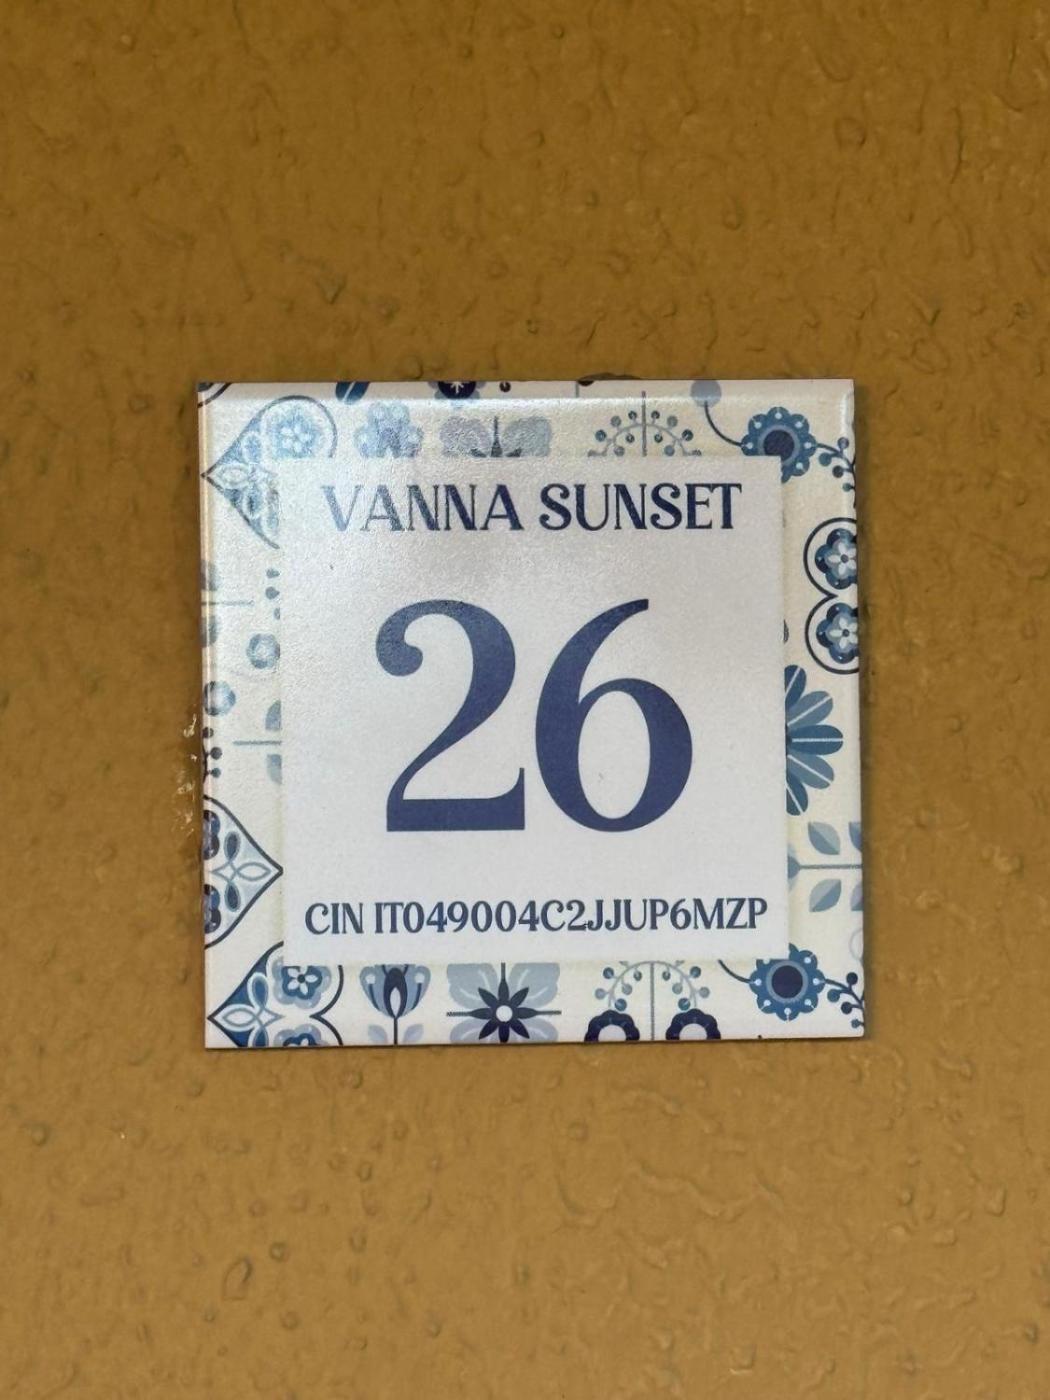 VANNA SUNSET
26
CIN IT049004C2JJUP6MZP